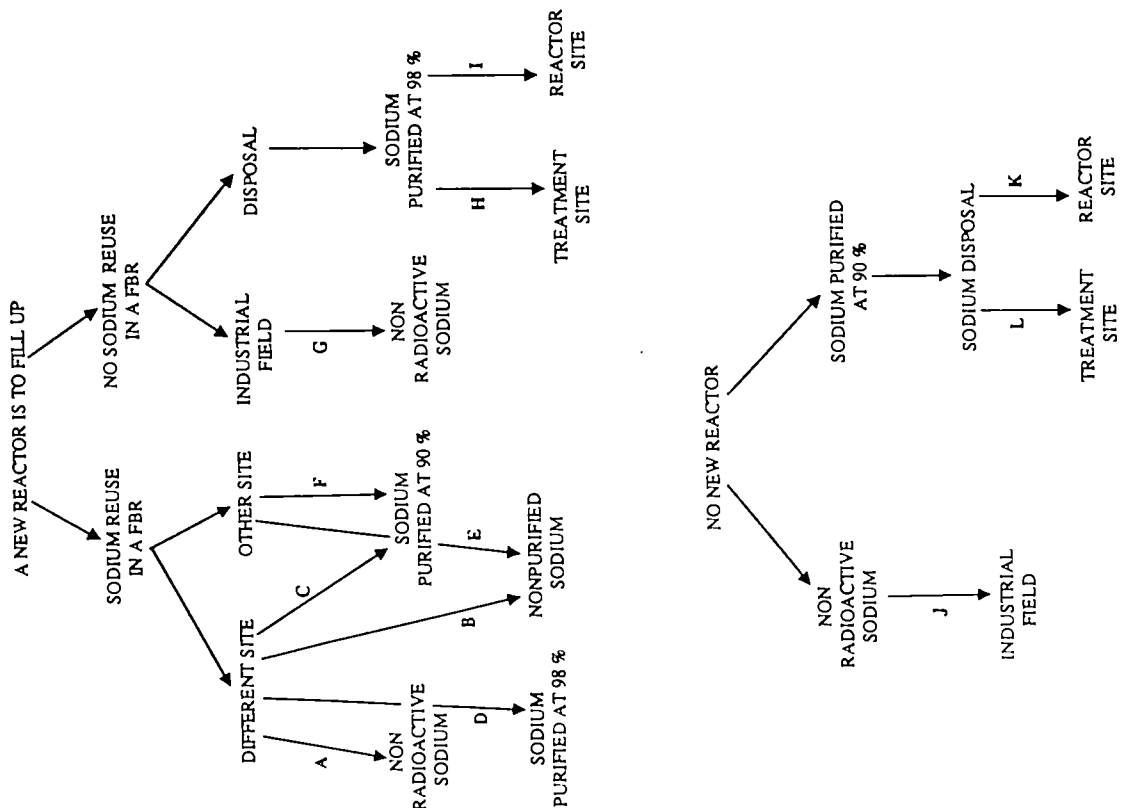 A NEW REACTOR IS TO FILL UP
SODIUM REUSE
IN A FBR
NO SODIUM REUSE
IN A FBR
DIFFERENT SITE
OTHER SITE
INDUSTRIAL
FIELD
DISPOSAL
A
B
C
D
E
F
G
NON
RADIOACTIVE
SODIUM
SODIUM
PURIFIED AT 98 %
NONPURIFIED
SODIUM
SODIUM
PURIFIED AT 90 %
NON
RADIOACTIVE
SODIUM
SODIUM
PURIFIED AT 98 %
H
I
TREATMENT
SITE
REACTOR
SITE
NO NEW REACTOR
NON
RADIOACTIVE
SODIUM
J
INDUSTRIAL
FIELD
SODIUM PURIFIED
AT 90 %
SODIUM DISPOSAL
L
K
TREATMENT
SITE
REACTOR
SITE